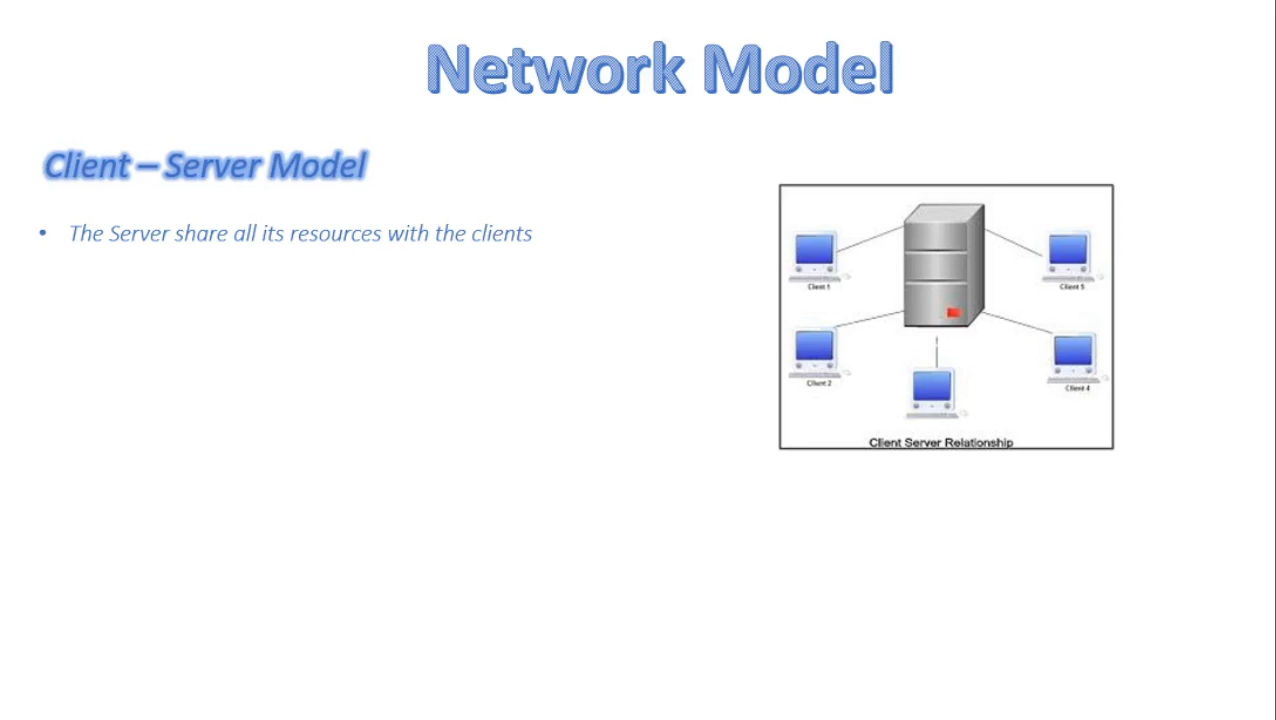 Network Model
Client – Server Model
• The Server share all its resources with the clients
Client 1
Client 5
Client 2
Client 4
Client Server Relationship